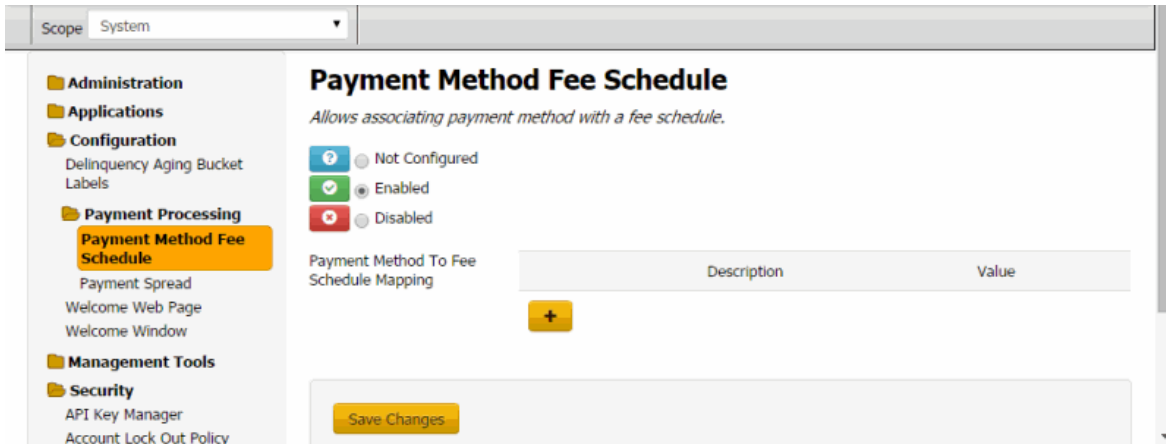 Scope System
Administration
Applications
Configuration
Delinquency Aging Bucket
Labels
Payment Processing
Payment Method Fee
Schedule
Payment Spread
Welcome Web Page
Welcome Window
Management Tools
Security
API Key Manager
Account Lock Out Policy
Payment Method Fee Schedule
Allows associating payment method with a fee schedule.
Not Configured
Enabled
Disabled
Payment Method To Fee
Schedule Mapping
Description Value
+
Save Changes